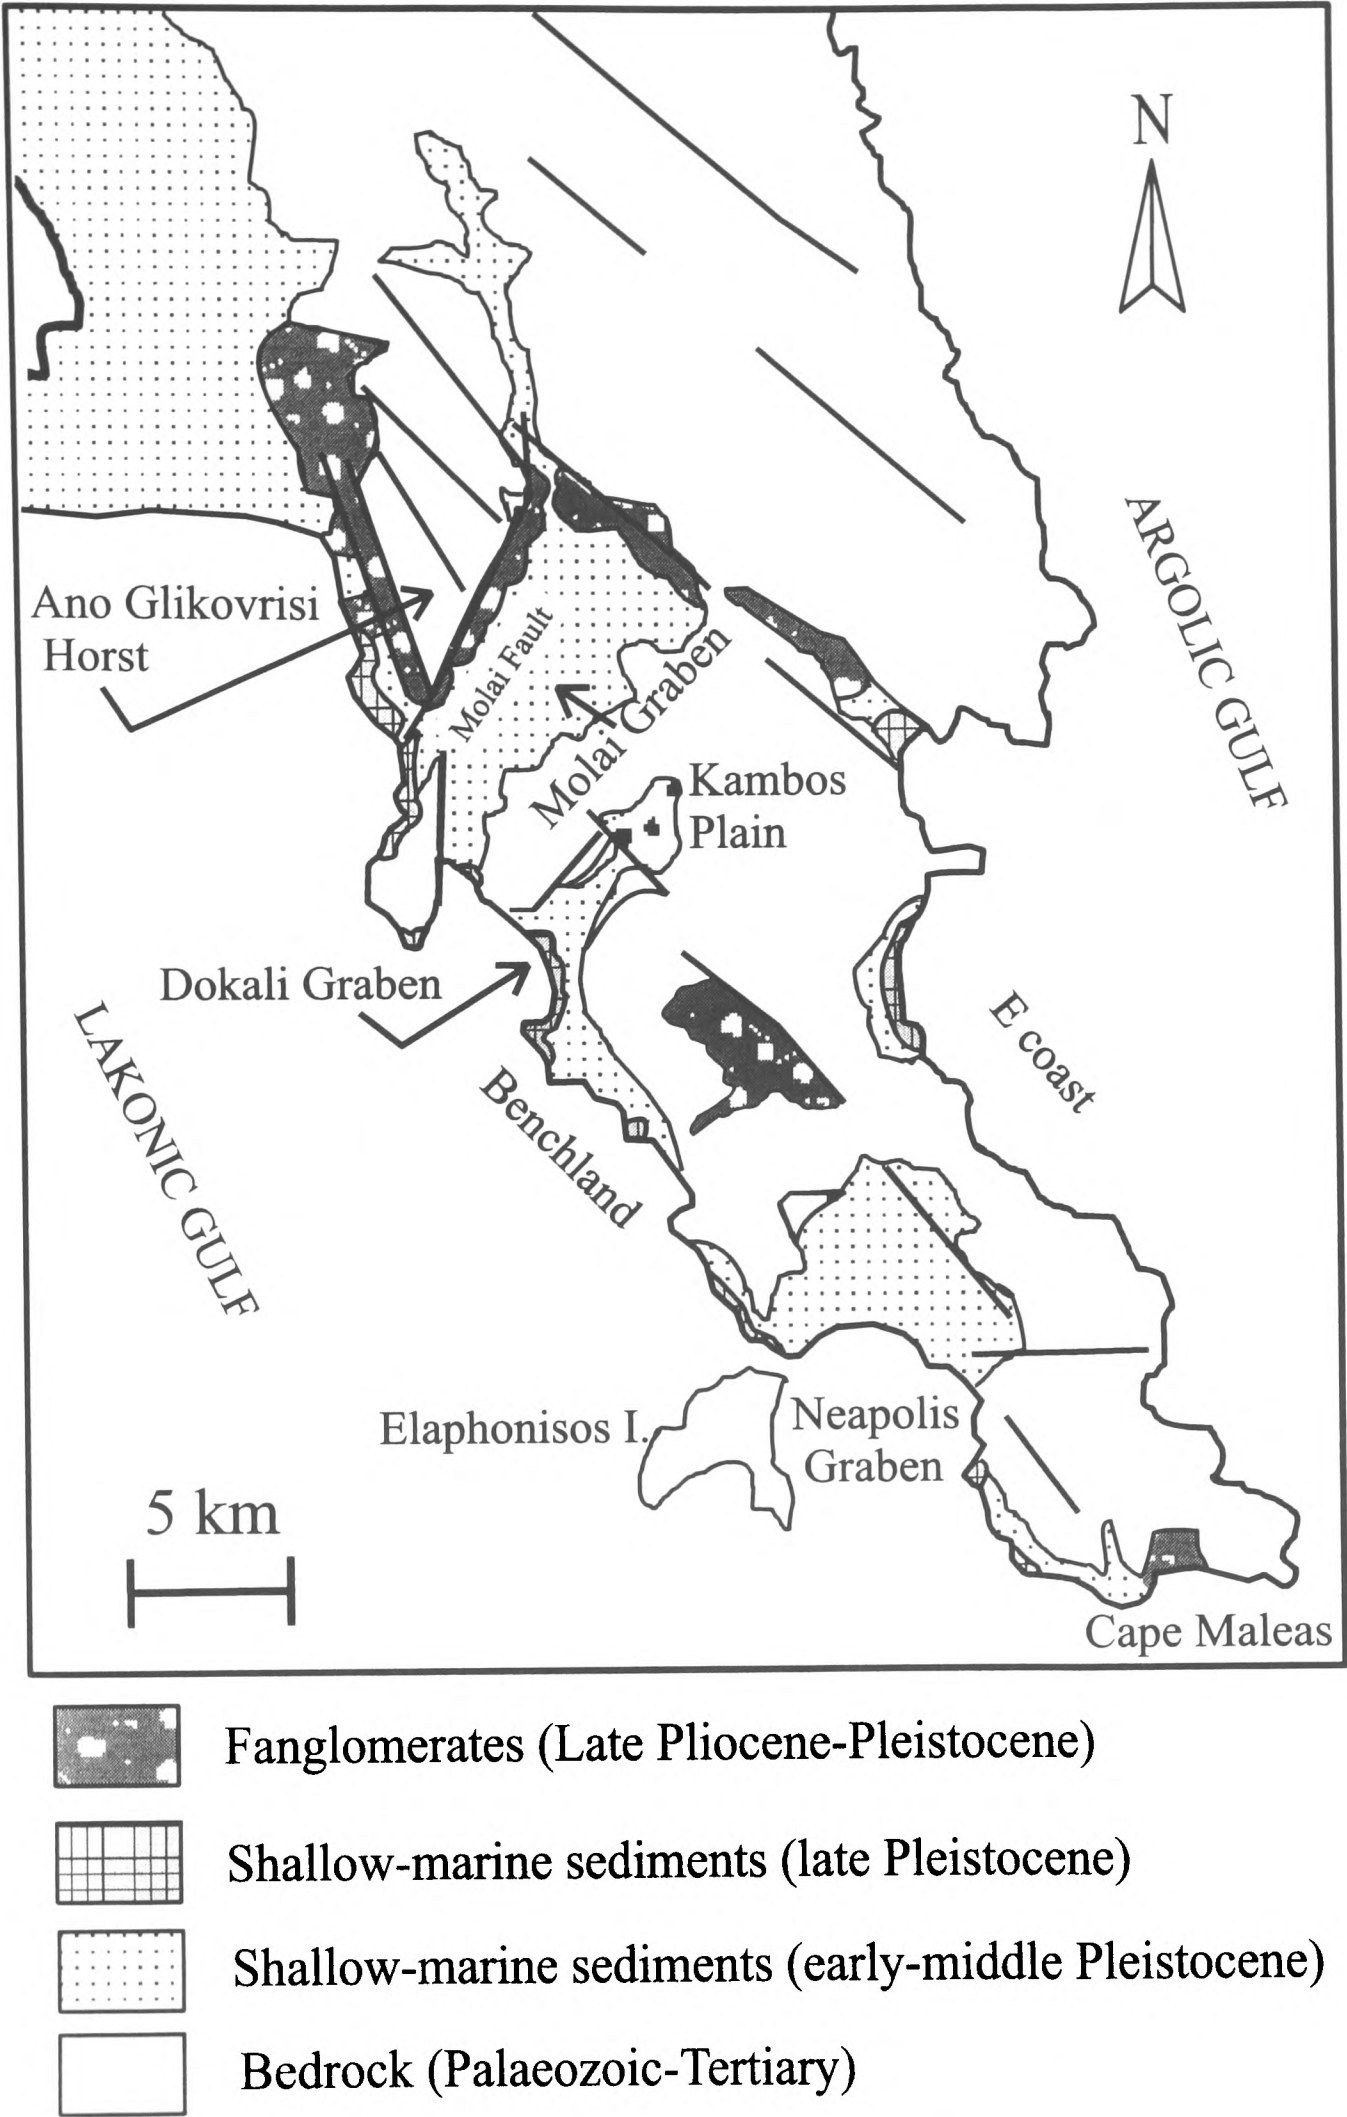 N
ARGOLIC GULF
Ano Glikovrisi
Horst
Molai Fault
Molai Graben
Kambos
Plain
Dokali Graben
E coast
LAKONIC GULF
Benchland
Elaphonisos I.
Neapolis
Graben
5 km
Cape Maleas
Fanglomerates (Late Pliocene-Pleistocene)
Shallow-marine sediments (late Pleistocene)
Shallow-marine sediments (early-middle Pleistocene)
Bedrock (Palaeozoic-Tertiary)